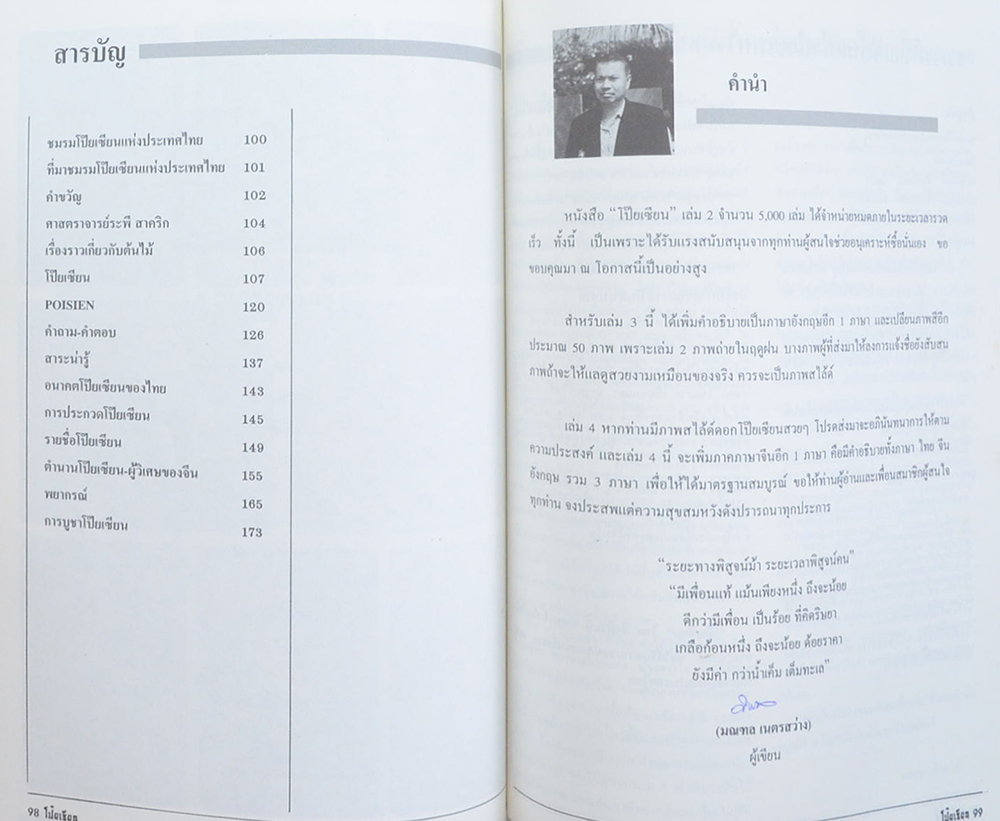 สารบัญ
ชมรมโป๊ยเซียนแห่งประเทศไทย 100
ที่มาชมรมโป๊ยเซียนแห่งประเทศไทย 101
คำขวัญ 102
ศาสตราจารย์ระพี สาคริก 104
เรื่องราวเกี่ยวกับต้นไม้ 106
โป๊ยเซียน 107
POISIEN 120
คำถาม-คำตอบ 126
สาระน่ารู้ 137
อนาคตโป๊ยเซียนของไทย 143
การประกวดโป๊ยเซียน 145
รายชื่อโป๊ยเซียน 149
ตำนานโป๊ยเซียน-ผู้วิเศษของจีน 155
พยากรณ์ 165
การบูชาโป๊ยเซียน 173
98 โป๊ยเซียน
คำนำ
หนังสือ "โป๊ยเซียน" เล่ม 2 จำนวน 5,000 เล่ม ได้จำหน่ายหมดภายในระยะเวลารวด
เร็ว ทั้งนี้ เป็นเพราะได้รับแรงสนับสนุนจากทุกท่านผู้สนใจช่วยอนุเคราะห์ซื้อนั่นเอง ขอ
ขอบคุณมา ณ โอกาสนี้เป็นอย่างสูง
สำหรับเล่ม 3 นี้ ได้เพิ่มคำอธิบายเป็นภาษาอังกฤษอีก 1 ภาษา และเปลี่ยนภาพสีอีก
ประมาณ 50 ภาพ เพราะเล่ม 2 ภาพถ่ายในฤดูฝน บางภาพผู้ที่ส่งมาให้ลงการแจ้งชื่อยังสับสน
ภาพถ้าจะให้แลดูสวยงามเหมือนของจริง ควรจะเป็นภาพสไล้ด์
เล่ม 4 หากท่านมีภาพสไล้ด์ดอกโป๊ยเซียนสวยๆ โปรดส่งมาจะอภินันทนาการให้ตาม
ความประสงค์ และเล่ม 4 นี้ จะเพิ่มภาคภาษาจีนอีก 1 ภาษา คือมีคำอธิบายทั้งภาษา ไทย จีน
อังกฤษ รวม 3 ภาษา เพื่อให้ได้มาตรฐานสมบูรณ์ ขอให้ท่านผู้อ่านและเพื่อนสมาชิกผู้สนใจ
ทุกท่าน จงประสพแต่ความสุขสมหวังดังปรารถนาทุกประการ
"ระยะทางพิสูจน์ม้า ระยะเวลาพิสูจน์คน"
"มีเพื่อนแท้ แม้นเพียงหนึ่ง ถึงจะน้อย
ดีกว่ามีเพื่อน เป็นร้อย ที่คิดริษยา
เกลือก้อนหนึ่ง ถึงจะน้อย ด้อยราคา
ยังมีค่า กว่าน้ำเค็ม เต็มทะเล"
(มณฑล เนตรสว่าง)
ผู้เขียน
โป๊ยเซียน 99